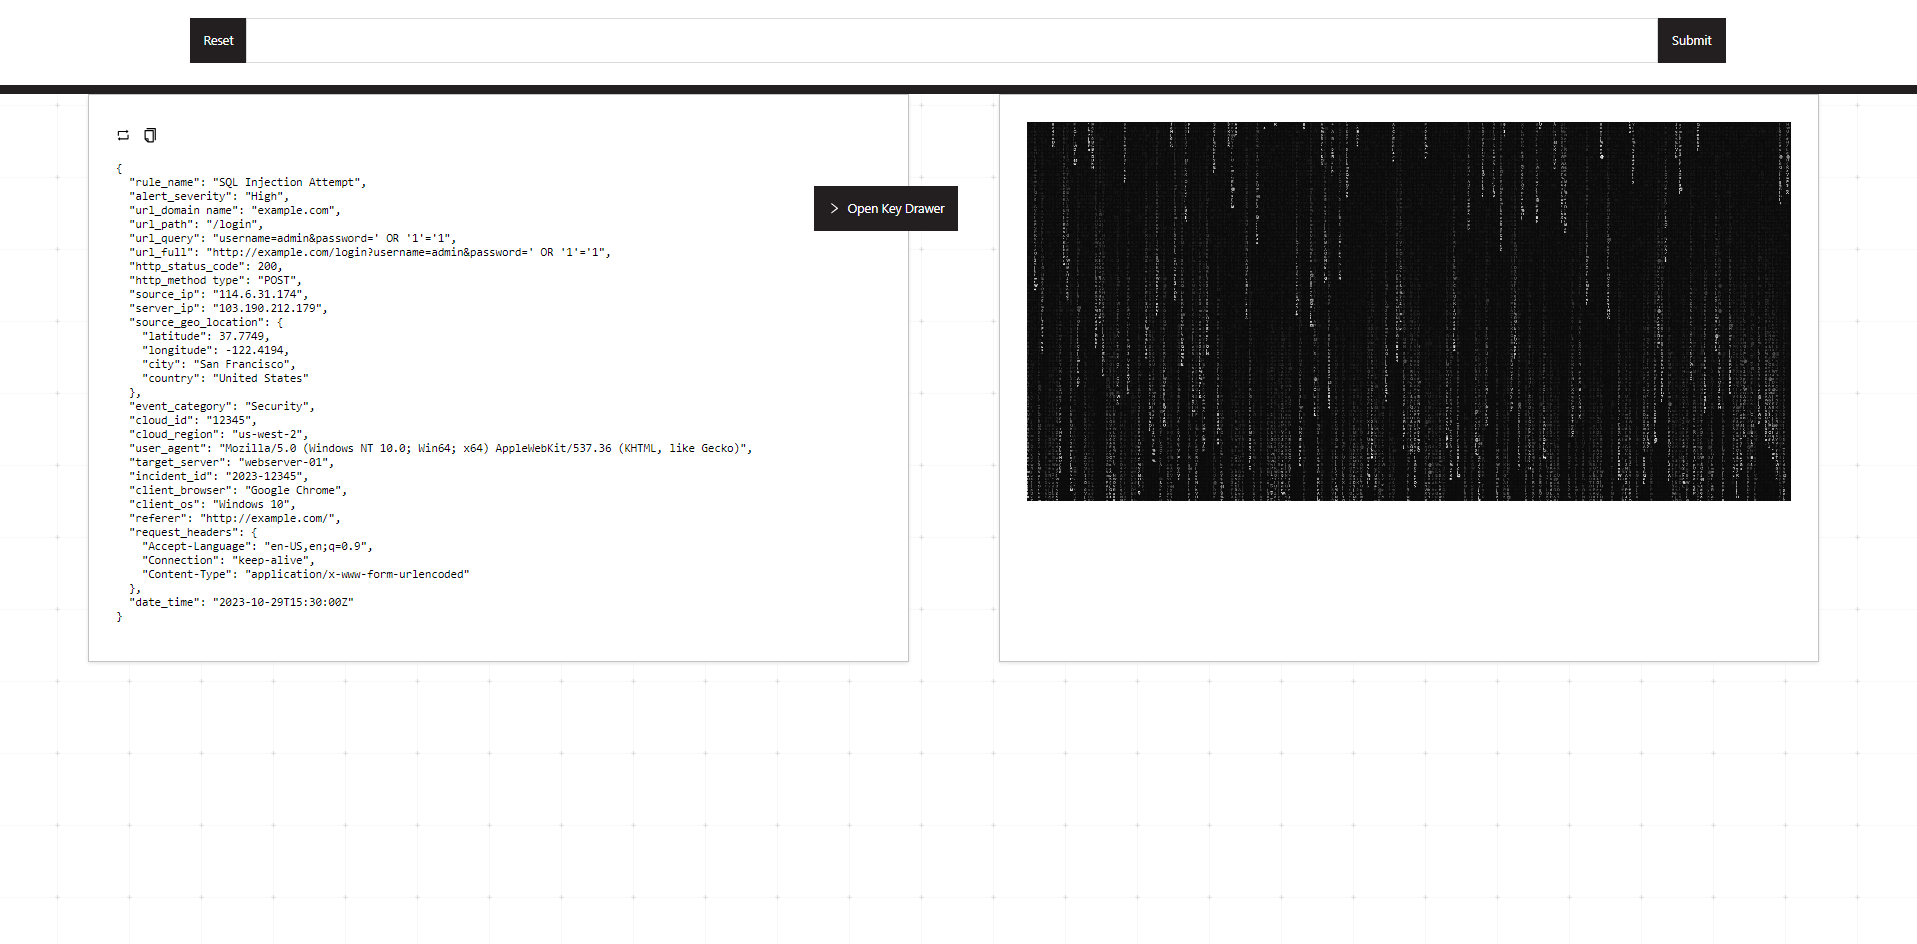 Reset
Submit
{
"rule_name": "SQL Injection Attempt",
"alert_severity": "High",
"url_domain name": "example.com",
"url_path": "/login",
"url_query": "username=admin&password=' OR '1'='1",
"url_full": "http://example.com/login?username=admin&password=' OR '1'='1",
"http_status_code": 200,
"http_method type": "POST",
"source_ip": "114.6.31.174",
"server_ip": "103.190.212.179",
"source_geo_location": {
"latitude": 37.7749,
"longitude": -122.4194,
"city": "San Francisco",
"country": "United States"
},
"event_category": "Security",
"cloud_id": "12345",
"cloud_region": "us-west-2",
"user_agent": "Mozilla/5.0 (Windows NT 10.0; Win64; x64) AppleWebKit/537.36 (KHTML, like Gecko)",
"target_server": "webserver-01",
"incident_id": "2023-12345",
"client_browser": "Google Chrome",
"client_os": "Windows 10",
"referer": "http://example.com/",
"request_headers": {
"Accept-Language": "en-US,en;q=0.9",
"Connection": "keep-alive",
"Content-Type": "application/x-www-form-urlencoded"
},
"date_time": "2023-10-29T15:30:00Z"
}
Open Key Drawer